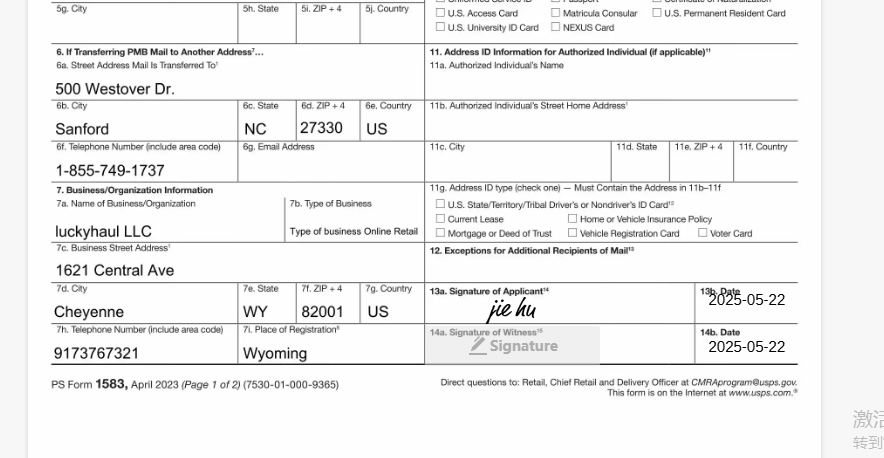 5g. City 5h. State 5i. ZIP + 4 5j. Country
☐ U.S. Access Card ☐ Matricula Consular ☐ U.S. Permanent Resident Card
☐ U.S. University ID Card ☐ NEXUS Card
6. If Transferring PMB Mail to Another Address⁷...
6a. Street Address Mail Is Transferred To¹
500 Westover Dr.
6b. City 6c. State 6d. ZIP + 4 6e. Country
Sanford NC 27330 US
6f. Telephone Number (include area code) 6g. Email Address
1-855-749-1737
7. Business/Organization Information
7a. Name of Business/Organization 7b. Type of Business
luckyhaul LLC Type of business Online Retail
7c. Business Street Address¹
1621 Central Ave
7d. City 7e. State 7f. ZIP + 4 7g. Country
Cheyenne WY 82001 US
7h. Telephone Number (include area code) 7i. Place of Registration⁸
9173767321 Wyoming
11. Address ID Information for Authorized Individual (if applicable)¹¹
11a. Authorized Individual's Name
11b. Authorized Individual's Street Home Address¹
11c. City 11d. State 11e. ZIP + 4 11f. Country
11g. Address ID type (check one) — Must Contain the Address in 11b–11f
☐ U.S. State/Territory/Tribal Driver's or Nondriver's ID Card¹²
☐ Current Lease ☐ Home or Vehicle Insurance Policy
☐ Mortgage or Deed of Trust ☐ Vehicle Registration Card ☐ Voter Card
12. Exceptions for Additional Recipients of Mail¹³
13a. Signature of Applicant¹⁴ 13b. Date
jie hu 2025-05-22
14a. Signature of Witness¹⁵ 14b. Date
Signature 2025-05-22
PS Form 1583, April 2023 (Page 1 of 2) (7530-01-000-9365)
Direct questions to: Retail, Chief Retail and Delivery Officer at CMRAprogram@usps.gov.
This form is on the Internet at www.usps.com.®
激活
转到